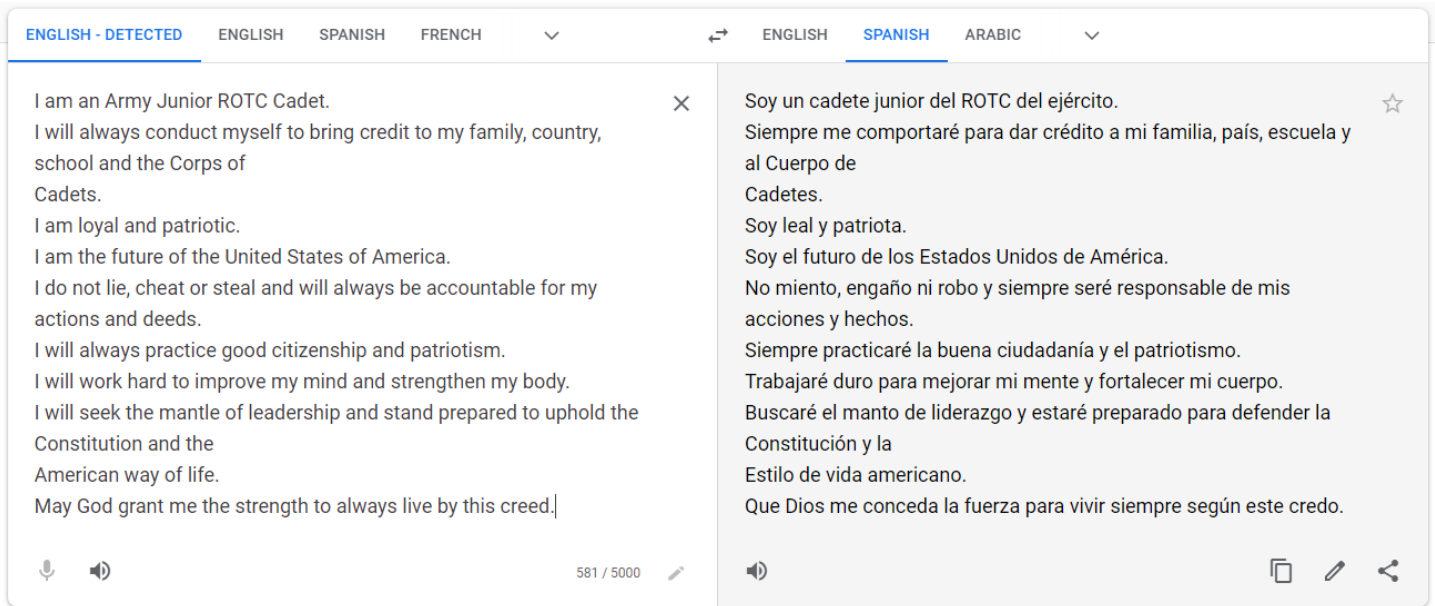 ENGLISH - DETECTED ENGLISH SPANISH FRENCH ENGLISH SPANISH ARABIC
I am an Army Junior ROTC Cadet.
I will always conduct myself to bring credit to my family, country,
school and the Corps of
Cadets.
I am loyal and patriotic.
I am the future of the United States of America.
I do not lie, cheat or steal and will always be accountable for my
actions and deeds.
I will always practice good citizenship and patriotism.
I will work hard to improve my mind and strengthen my body.
I will seek the mantle of leadership and stand prepared to uphold the
Constitution and the
American way of life.
May God grant me the strength to always live by this creed.
581 / 5000
Soy un cadete junior del ROTC del ejército.
Siempre me comportaré para dar crédito a mi familia, país, escuela y
al Cuerpo de
Cadetes.
Soy leal y patriota.
Soy el futuro de los Estados Unidos de América.
No miento, engaño ni robo y siempre seré responsable de mis
acciones y hechos.
Siempre practicaré la buena ciudadanía y el patriotismo.
Trabajaré duro para mejorar mi mente y fortalecer mi cuerpo.
Buscaré el manto de liderazgo y estaré preparado para defender la
Constitución y la
Estilo de vida americano.
Que Dios me conceda la fuerza para vivir siempre según este credo.